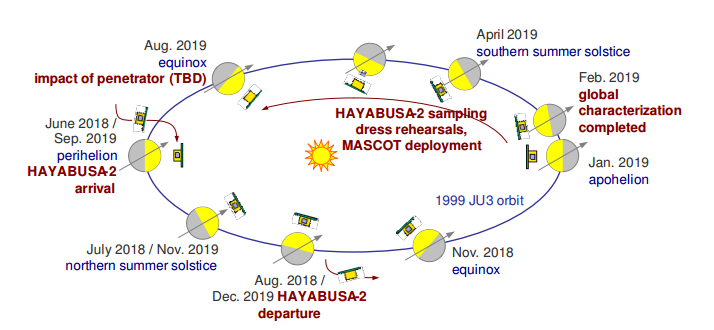 Aug. 2019
equinox
impact of penetrator (TBD)
April 2019
southern summer solstice
Feb. 2019
global
characterization
completed
HAYABUSA-2 sampling
dress rehearsals,
MASCOT deployment
June 2018 /
Sep. 2019
perihelion
HAYABUSA-2
arrival
Jan. 2019
apohelion
1999 JU3 orbit
July 2018 / Nov. 2019
northern summer solstice
Nov. 2018
equinox
Aug. 2018 /
Dec. 2019 HAYABUSA-2
departure